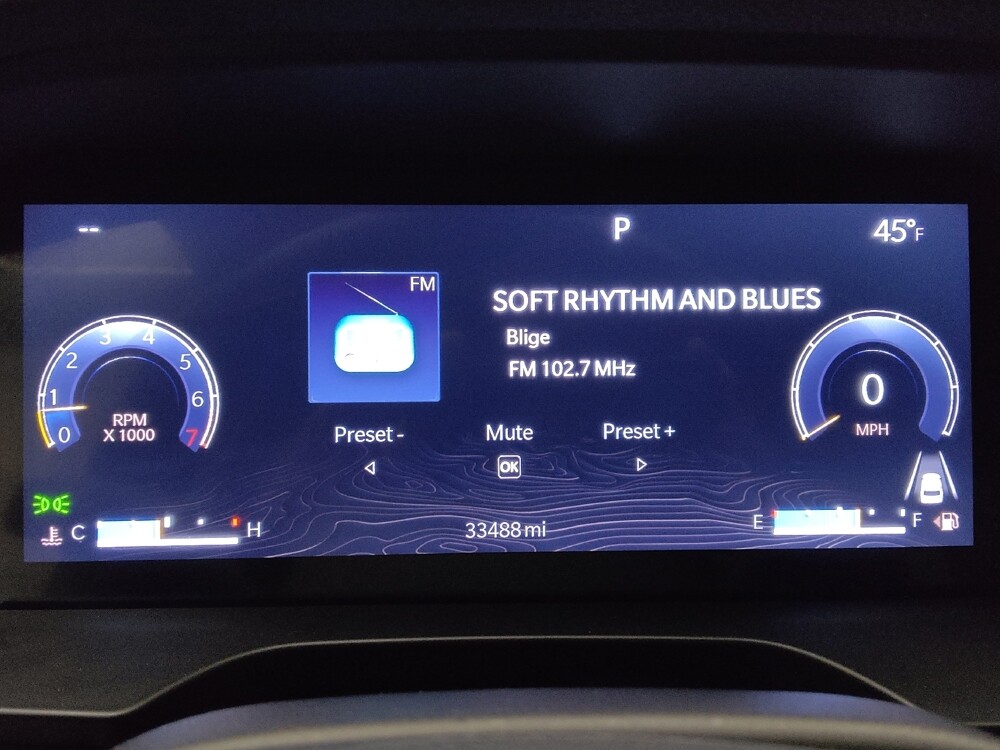 --
P
45°F
FM
SOFT RHYTHM AND BLUES
Blige
FM 102.7 MHz
0 1 2 3 4 5 6 7
RPM
X 1000
0
MPH
Preset -
Mute
Preset +
OK
C
H
33488 mi
E
F